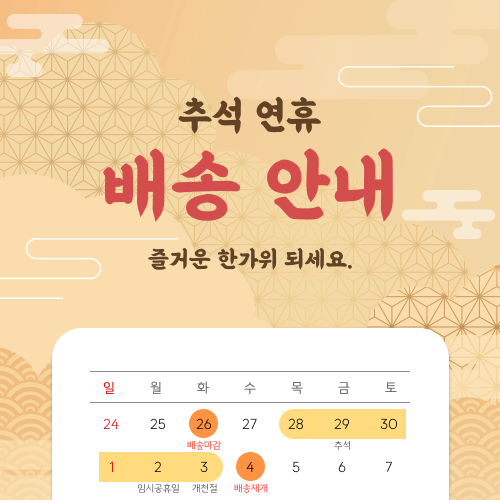 추석 연휴
배송 안내
즐거운 한가위 되세요.
일 월 화 수 목 금 토
24 25 26 27 28 29 30
배송마감 추석
1 2 3 4 5 6 7
임시공휴일 개천절 배송재개